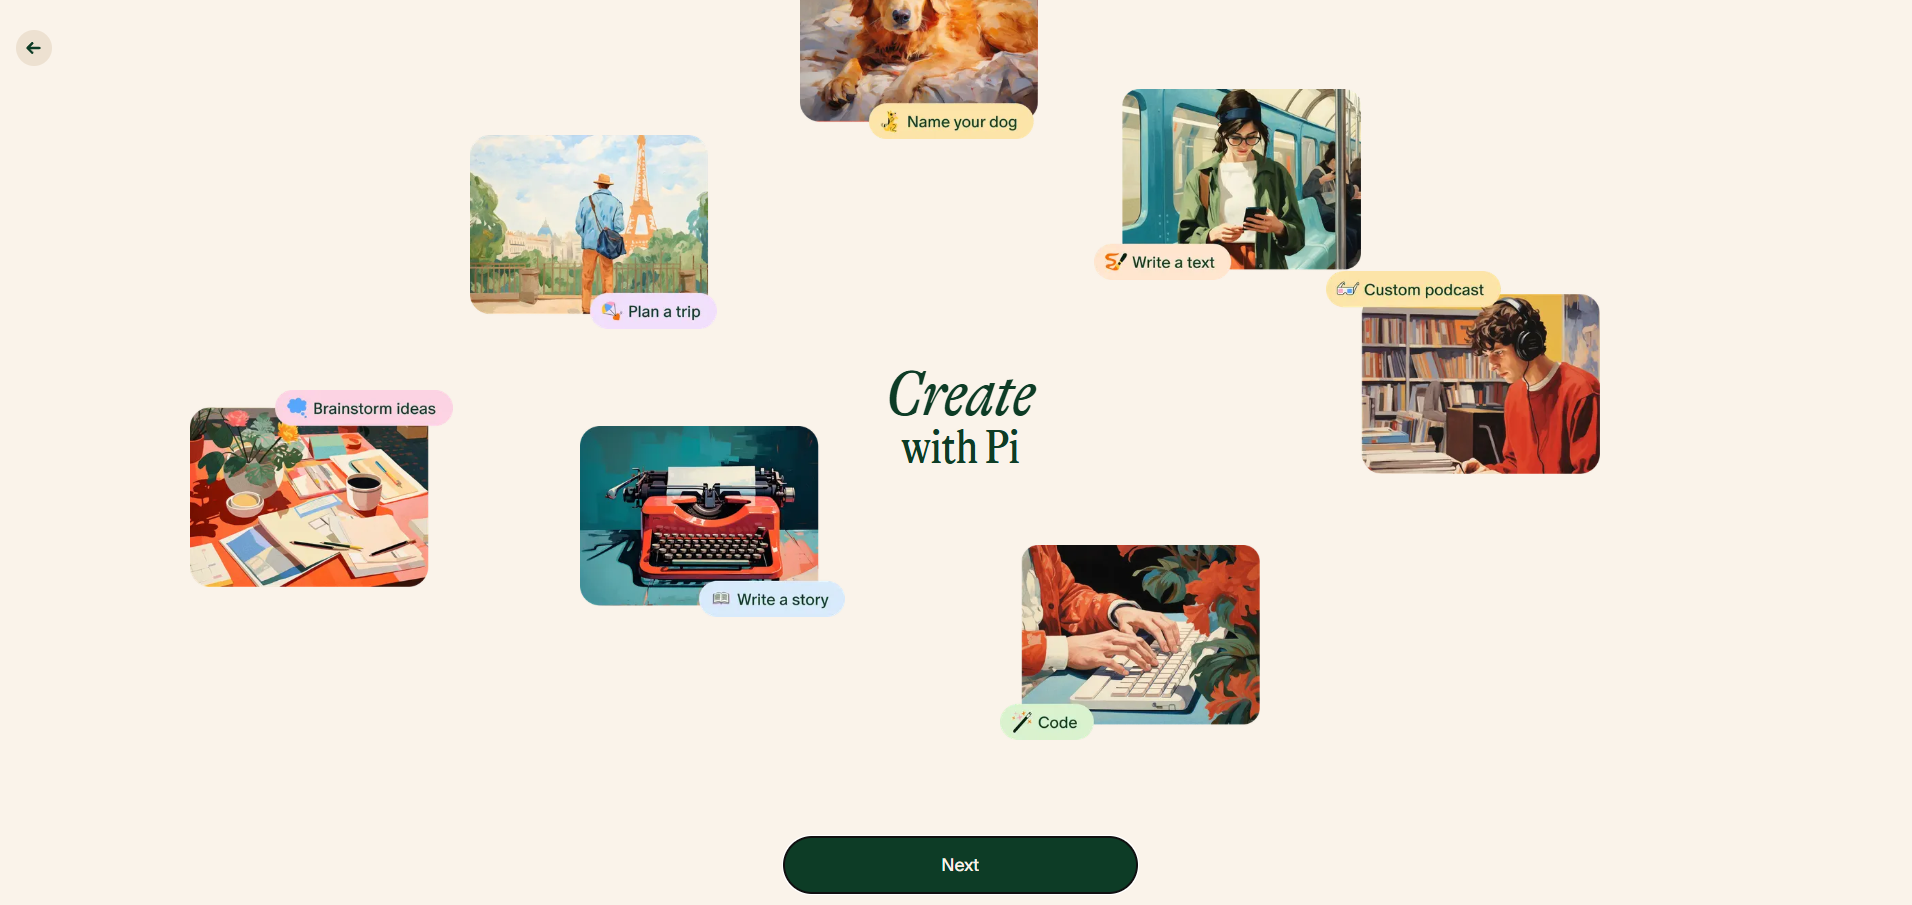 Name your dog
Write a text
Custom podcast
Plan a trip
Create
with Pi
Brainstorm ideas
Write a story
Code
Next